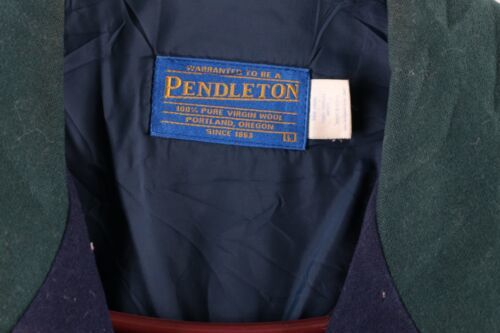 WARRANTED TO BE A
PENDLETON
100% PURE VIRGIN WOOL
PORTLAND, OREGON
SINCE 1863